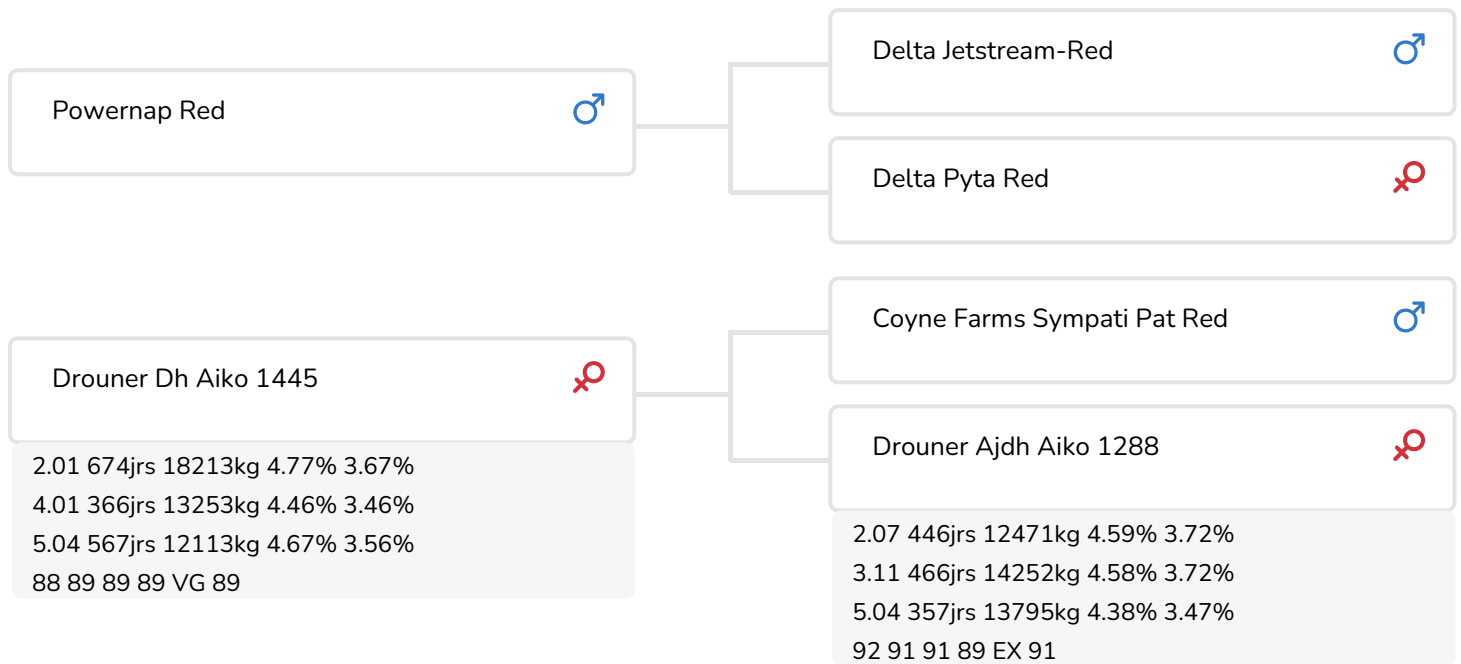 Powernap Red
Delta Jetstream-Red
Delta Pyta Red
Drouner Dh Aiko 1445
2.01 674jrs 18213kg 4.77% 3.67%
4.01 366jrs 13253kg 4.46% 3.46%
5.04 567jrs 12113kg 4.67% 3.56%
88 89 89 89 VG 89
Coyne Farms Sympati Pat Red
Drouner Ajdh Aiko 1288
2.07 446jrs 12471kg 4.59% 3.72%
3.11 466jrs 14252kg 4.58% 3.72%
5.04 357jrs 13795kg 4.38% 3.47%
92 91 91 89 EX 91